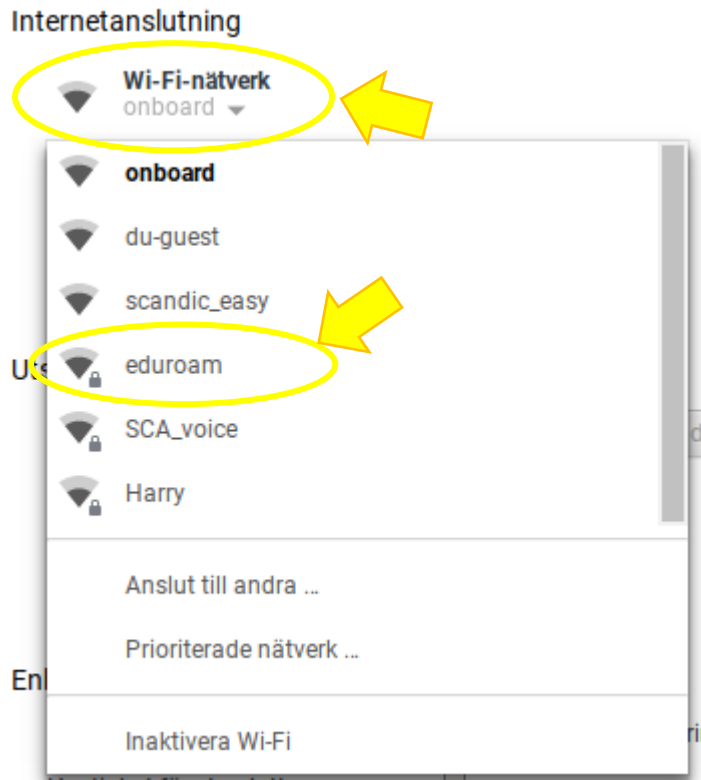 Internetanslutning
Wi-Fi-nätverk
onboard
onboard
du-guest
scandic_easy
eduroam
SCA_voice
Harry
Anslut till andra ...
Prioriterade nätverk ...
Inaktivera Wi-Fi